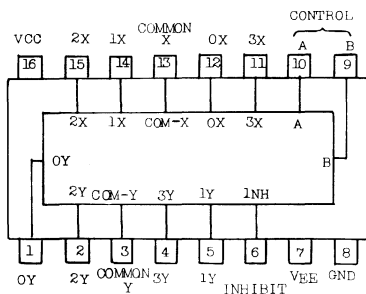 CONTROL
VCC 2X 1X COMMON X 0X 3X A B
16 15 14 13 12 11 10 9
2X 1X COM-X 0X 3X A
0Y B
2Y COM-Y 3Y 1Y 1NH
1 2 3 4 5 6 7 8
0Y 2Y COMMON Y 3Y 1Y INHIBIT VEE GND